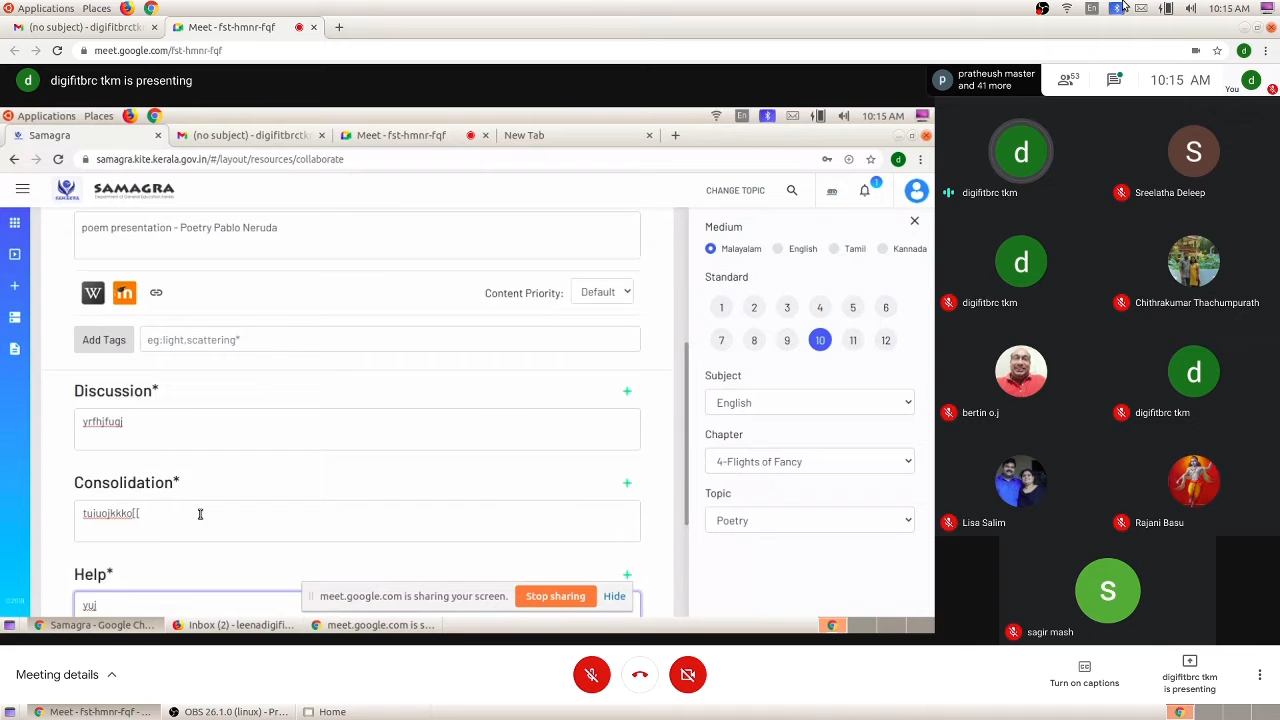 Applications Places En 10:15 AM
(no subject) - digifitbrctk Meet - fst-hmnr-fqf
meet.google.com/fst-hmnr-fqf d
d digifitbrc tkm is presenting
p pratheush master
and 41 more
53
10:15 AM
You d
Applications Places En 10:15 AM
Samagra (no subject) - digifitbrctk Meet - fst-hmnr-fqf New Tab
samagra.kite.kerala.gov.in/#/layout/resources/collaborate d
SAMAGRA
CHANGE TOPIC
1
poem presentation - Poetry Pablo Neruda
W
Content Priority: Default
Add Tags eg:light.scattering*
Discussion*
yrfhjfugj
Consolidation*
tuiuojkkko[[
Help*
yuj
meet.google.com is sharing your screen. Stop sharing Hide
Medium
Malayalam English Tamil Kannada
Standard
1 2 3 4 5 6
7 8 9 10 11 12
Subject
English
Chapter
4-Flights of Fancy
Topic
Poetry
Samagra - Google Ch... Inbox (2) - leenadigifi... meet.google.com is s...
d
digifitbrc tkm
S
Sreelatha Deleep
d
digifitbrc tkm
Chithrakumar Thachumpurath
bertin o.j
d
digifitbrc tkm
Lisa Salim
Rajani Basu
S
sagir mash
Meeting details
Turn on captions
digifitbrc tkm
is presenting
Meet - fst-hmnr-fqf - ... OBS 26.1.0 (linux) - Pr... Home